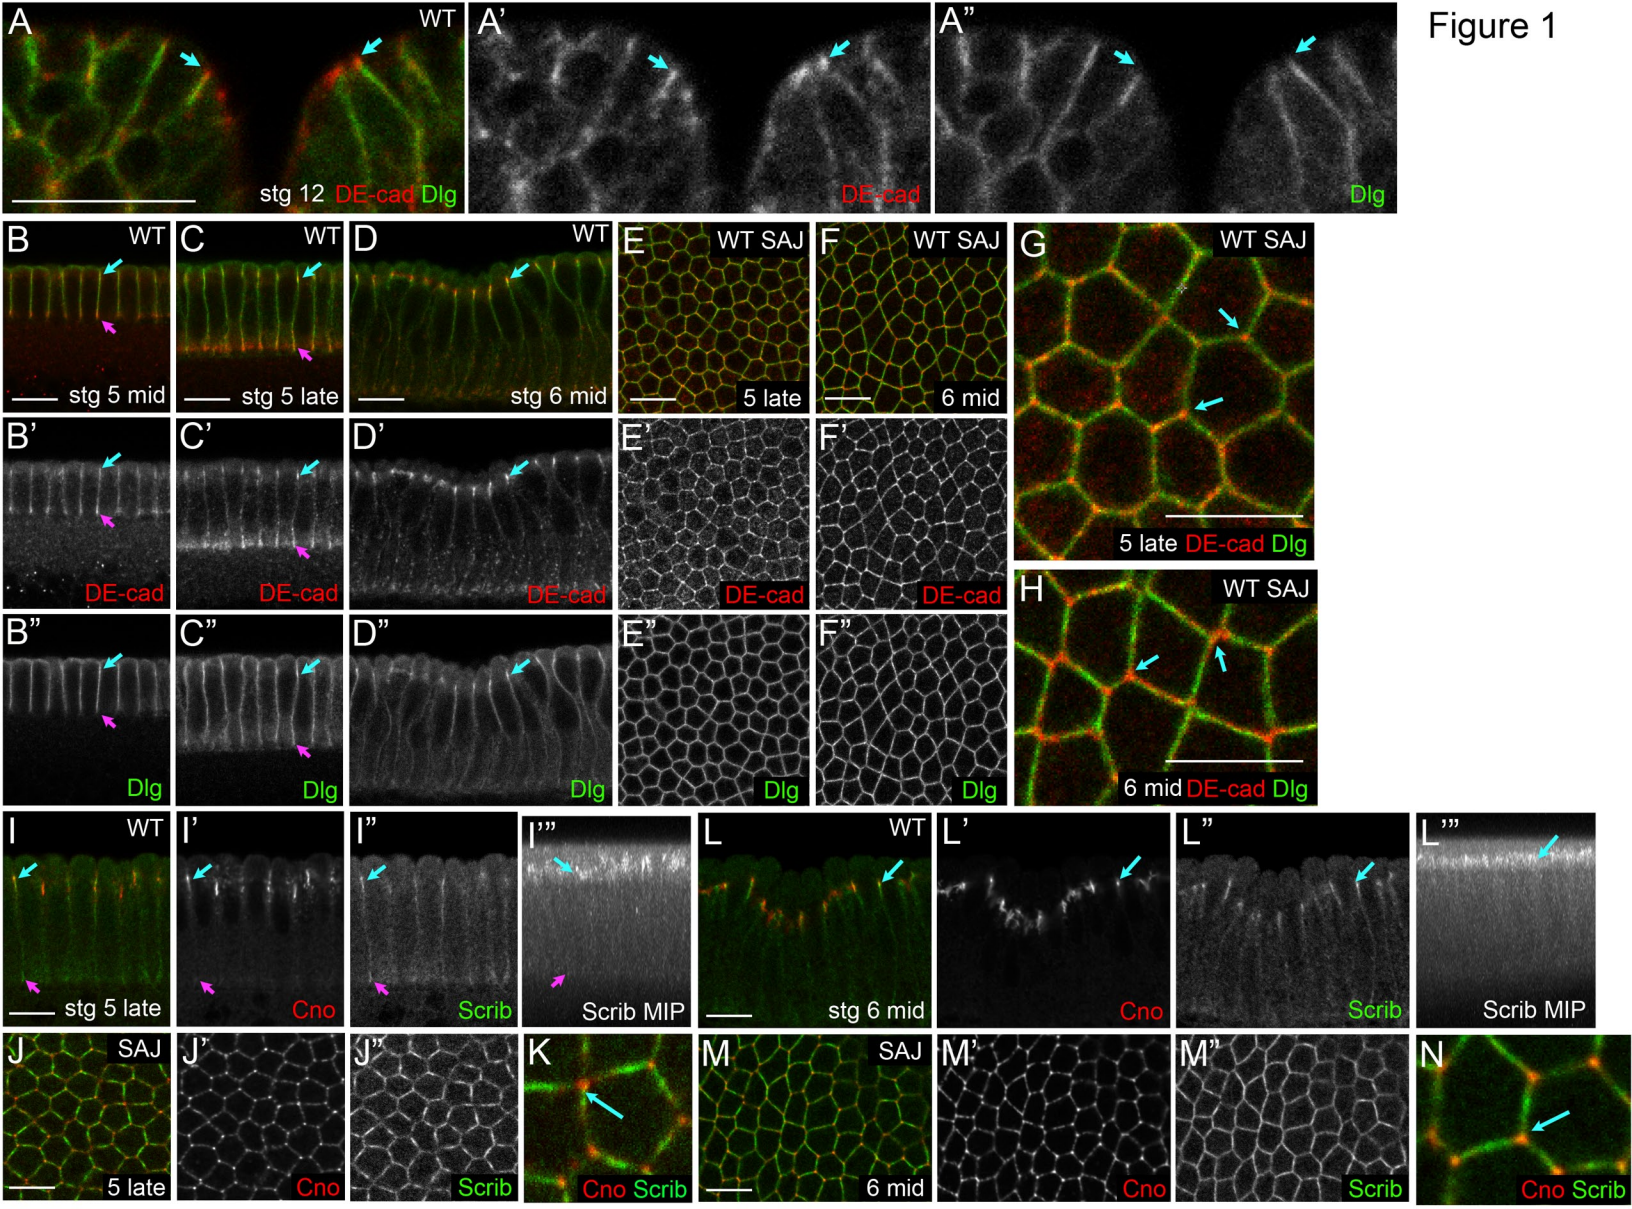 Figure 1
A WT
stg 12 DE-cad Dlg
A’
DE-cad
A”
Dlg
B WT
stg 5 mid
C WT
stg 5 late
D WT
stg 6 mid
E WT SAJ
5 late
F WT SAJ
6 mid
G WT SAJ
5 late DE-cad Dlg
B’
DE-cad
C’
DE-cad
D’
DE-cad
E’
DE-cad
F’
DE-cad
H WT SAJ
6 mid DE-cad Dlg
B”
Dlg
C”
Dlg
D”
Dlg
E”
Dlg
F”
Dlg
I WT
stg 5 late
I’
Cno
I”
Scrib
I’”
Scrib MIP
L WT
stg 6 mid
L’
Cno
L”
Scrib
L’”
Scrib MIP
J SAJ
5 late
J’
Cno
J”
Scrib
K
Cno Scrib
M SAJ
6 mid
M’
Cno
M”
Scrib
N
Cno Scrib